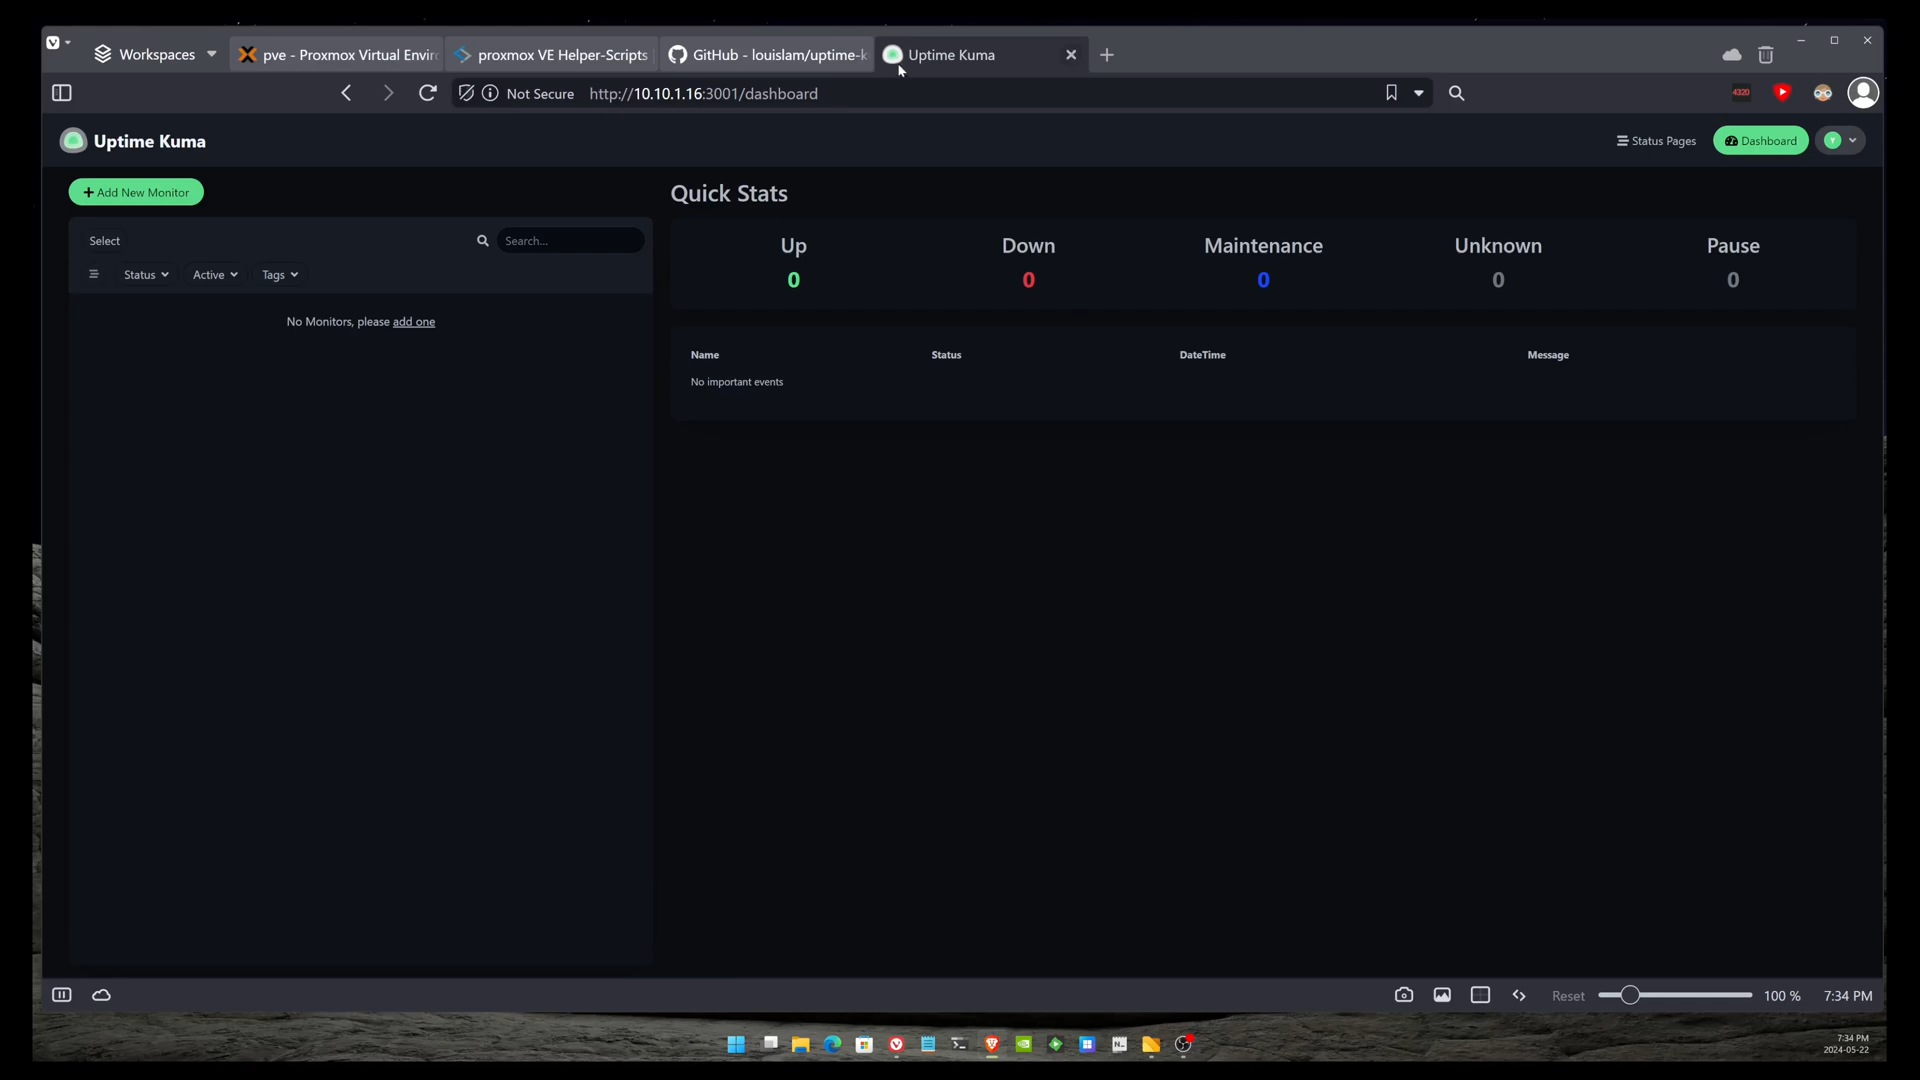 Workspaces
pve - Proxmox Virtual Envir
proxmox VE Helper-Scripts
GitHub - louislam/uptime-k
Uptime Kuma
Not Secure
http://10.10.1.16:3001/dashboard
4320
Uptime Kuma
Status Pages
Dashboard
Y
+ Add New Monitor
Quick Stats
Select
Search...
Up
Down
Maintenance
Unknown
Pause
0
0
0
0
0
Status
Active
Tags
No Monitors, please add one
Name
Status
DateTime
Message
No important events
Reset
100 %
7:34 PM
7:34 PM
2024-05-22